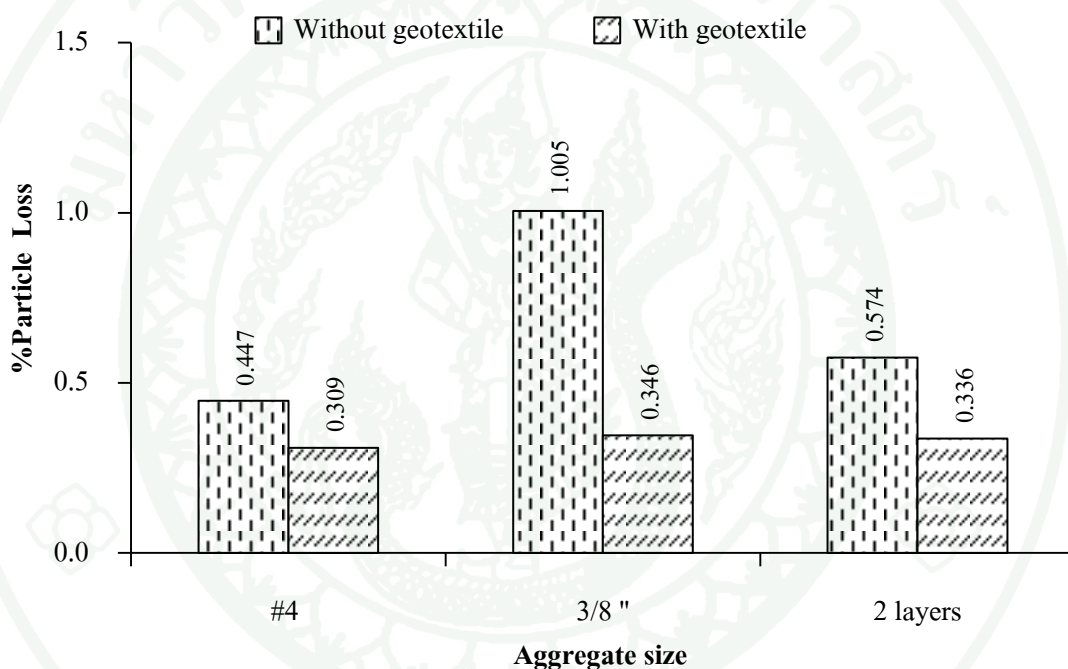 1.5
Without geotextile
With geotextile
1.005
1.0
%Particle Loss
0.574
0.5
0.447
0.309
0.346
0.336
0.0
#4
3/8 "
2 layers
Aggregate size